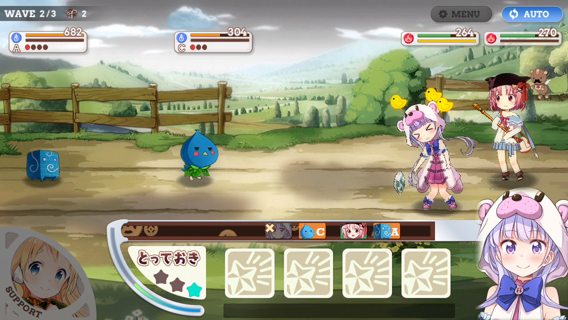 WAVE 2/3 2
MENU
AUTO
682
A
304
C
264
270
C
A
とっておき
SUPPORT